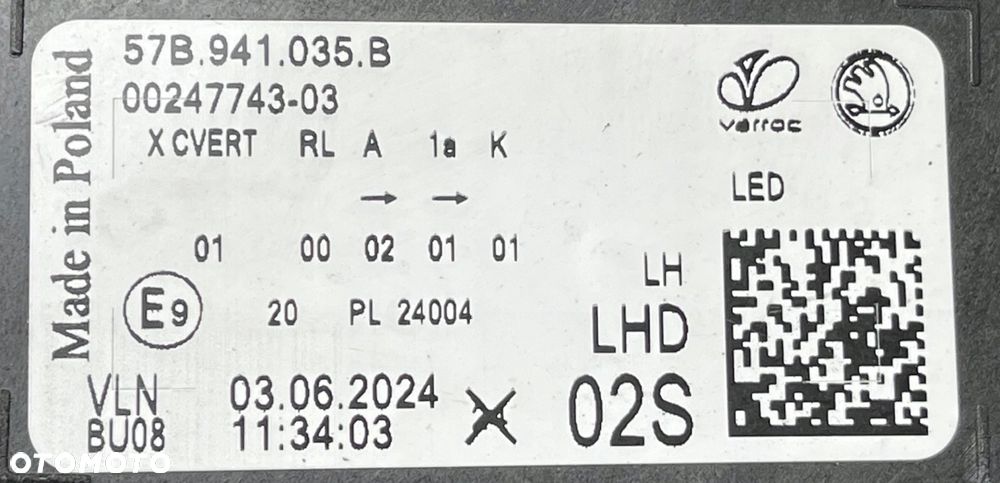 Made in Poland
57B.941.035.B
00247743-03
X CVERT RL A 1a K
→ →
01 00 02 01 01
E9 20 PL 24004
VLN 03.06.2024
BU08 11:34:03
varroc
LED
LH
LHD
02S
OTOMOTO